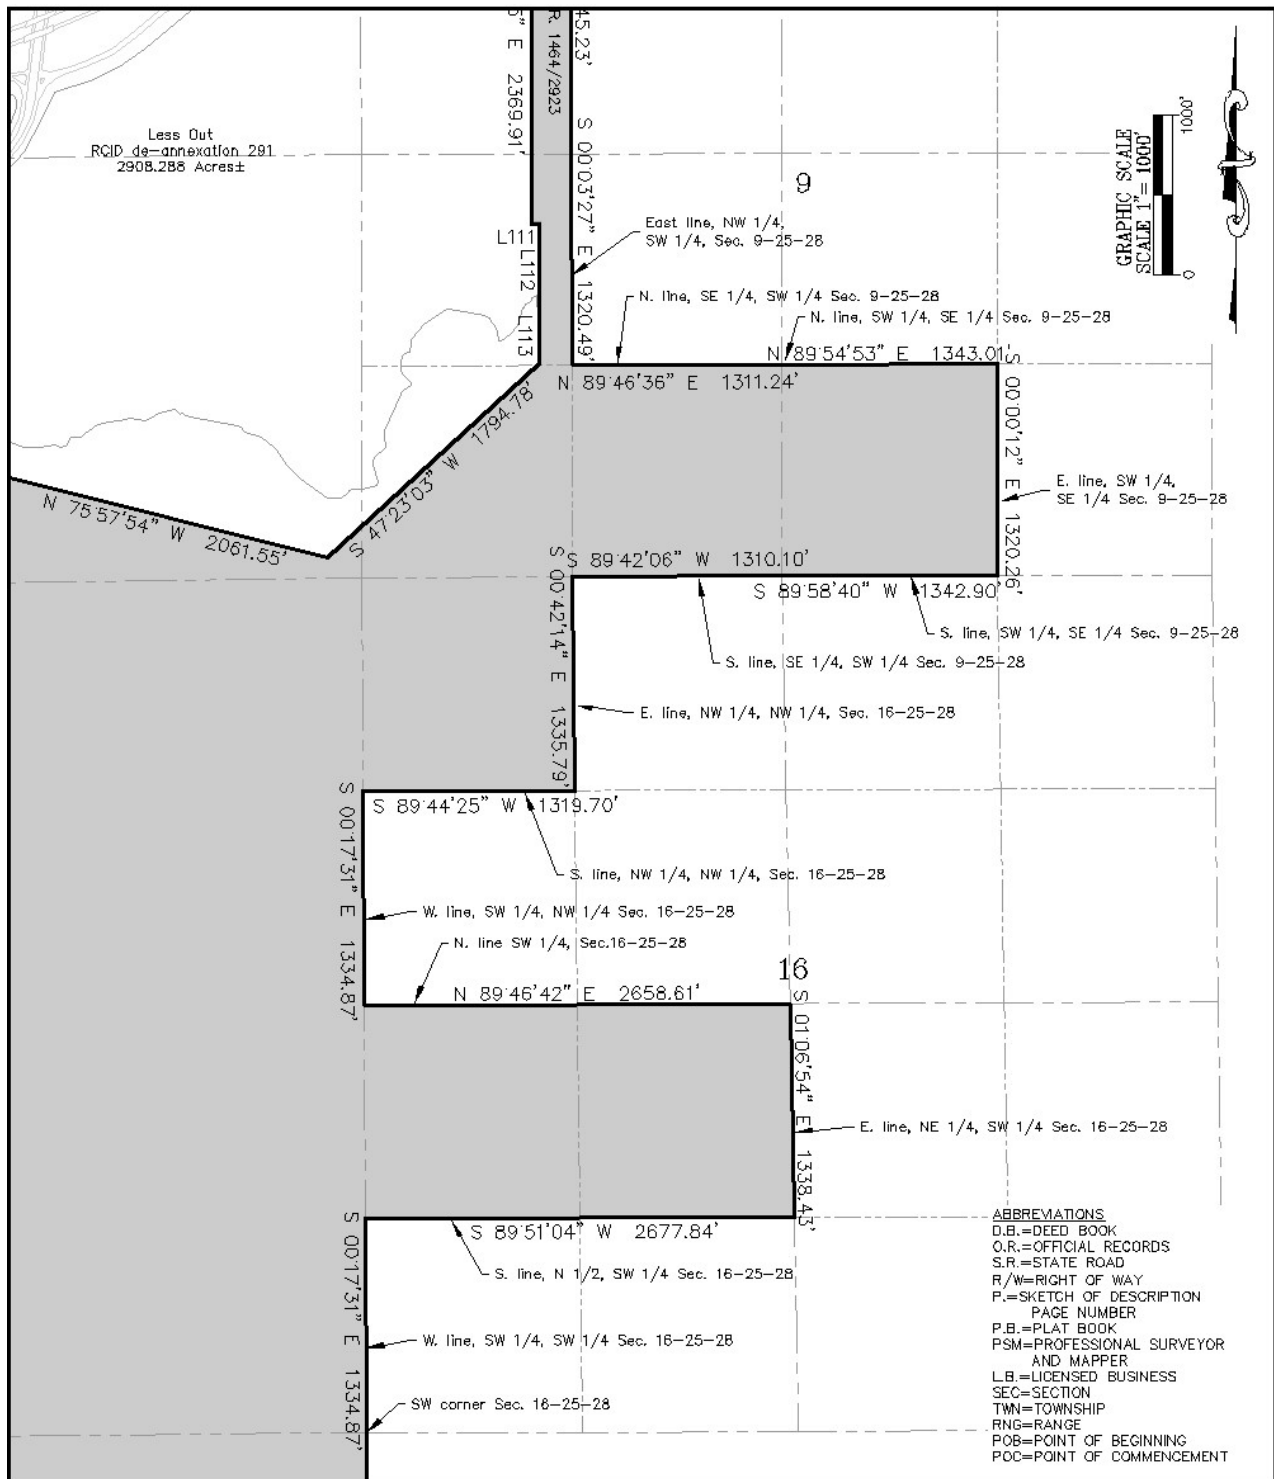 Less Out
RCID de-annexation 291
2908.288 Acres±
5" E 2369.91'
R. 1464/2923
45.23'
S 00°03'27" E 1320.49'
9
GRAPHIC SCALE
SCALE 1"= 1000'
0
1000'
East line, NW 1/4,
SW 1/4, Sec. 9-25-28
L111
L112
L113
N. line, SE 1/4, SW 1/4 Sec. 9-25-28
N. line, SW 1/4, SE 1/4 Sec. 9-25-28
N 89°54'53" E 1343.01'
N 89°46'36" E 1311.24'
S 00°00'12" E 1320.26'
E. line, SW 1/4,
SE 1/4 Sec. 9-25-28
S 47°23'03" W 1794.78'
N 75°57'54" W 2061.55'
S 89°42'06" W 1310.10'
S 89°58'40" W 1342.90'
S 00°42'14" E 1335.79'
S. line, SW 1/4, SE 1/4 Sec. 9-25-28
S. line, SE 1/4, SW 1/4 Sec. 9-25-28
E. line, NW 1/4, NW 1/4, Sec. 16-25-28
S 89°44'25" W 1319.70'
S 00°17'31" E 1334.87'
S. line, NW 1/4, NW 1/4, Sec. 16-25-28
W. line, SW 1/4, NW 1/4 Sec. 16-25-28
N. line SW 1/4, Sec.16-25-28
16
N 89°46'42" E 2658.61'
S 01°06'54" E 1338.43'
E. line, NE 1/4, SW 1/4 Sec. 16-25-28
S 89°51'04" W 2677.84'
S 00°17'31" E 1334.87'
S. line, N 1/2, SW 1/4 Sec. 16-25-28
W. line, SW 1/4, SW 1/4 Sec. 16-25-28
SW corner Sec. 16-25-28
ABBREVIATIONS
D.B.=DEED BOOK
O.R.=OFFICIAL RECORDS
S.R.=STATE ROAD
R/W=RIGHT OF WAY
P.=SKETCH OF DESCRIPTION
PAGE NUMBER
P.B.=PLAT BOOK
PSM=PROFESSIONAL SURVEYOR
AND MAPPER
L.B.=LICENSED BUSINESS
SEC=SECTION
TWN=TOWNSHIP
RNG=RANGE
POB=POINT OF BEGINNING
POC=POINT OF COMMENCEMENT